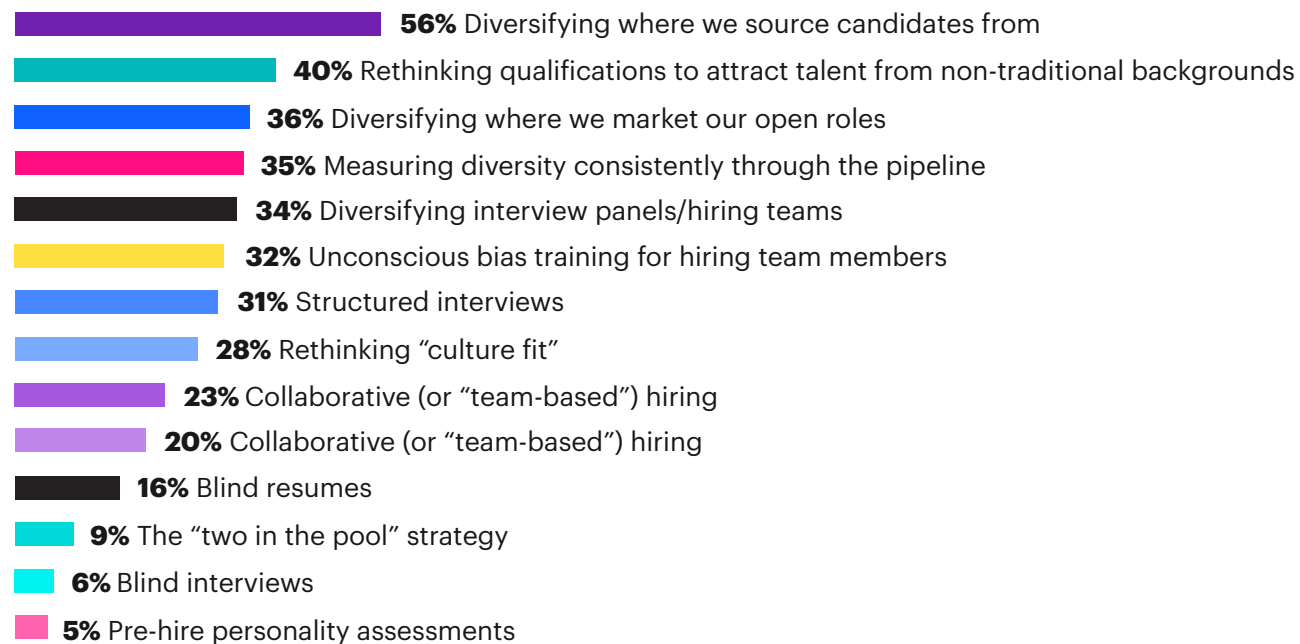 56% Diversifying where we source candidates from
40% Rethinking qualifications to attract talent from non-traditional backgrounds
36% Diversifying where we market our open roles
35% Measuring diversity consistently through the pipeline
34% Diversifying interview panels/hiring teams
32% Unconscious bias training for hiring team members
31% Structured interviews
28% Rethinking “culture fit”
23% Collaborative (or “team-based”) hiring
20% Collaborative (or “team-based”) hiring
16% Blind resumes
9% The “two in the pool” strategy
6% Blind interviews
5% Pre-hire personality assessments